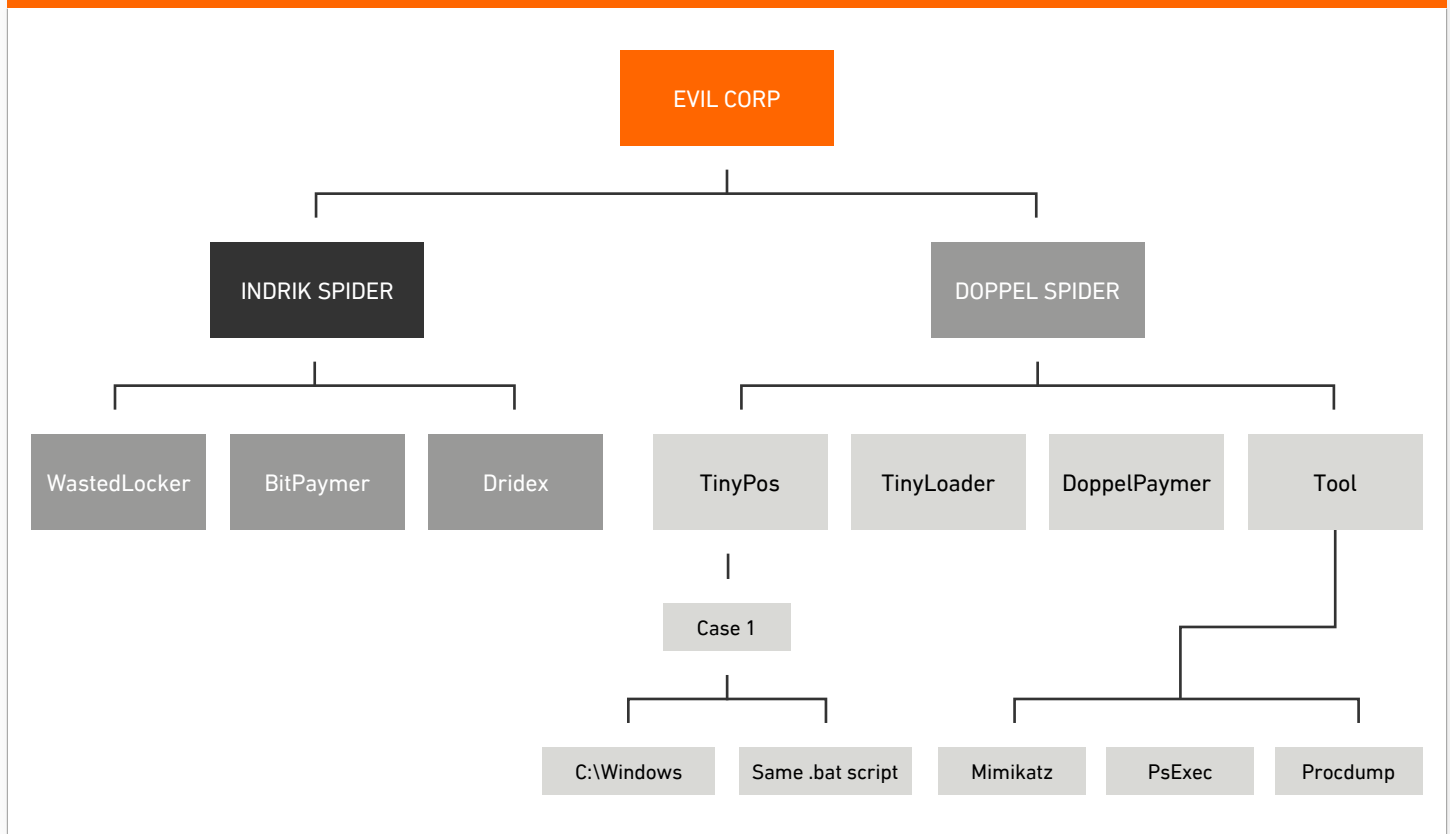 EVIL CORP
INDRIK SPIDER
DOPPEL SPIDER
WastedLocker
BitPaymer
Dridex
TinyPos
TinyLoader
DoppelPaymer
Tool
Case 1
C:\Windows
Same .bat script
Mimikatz
PsExec
Procdump